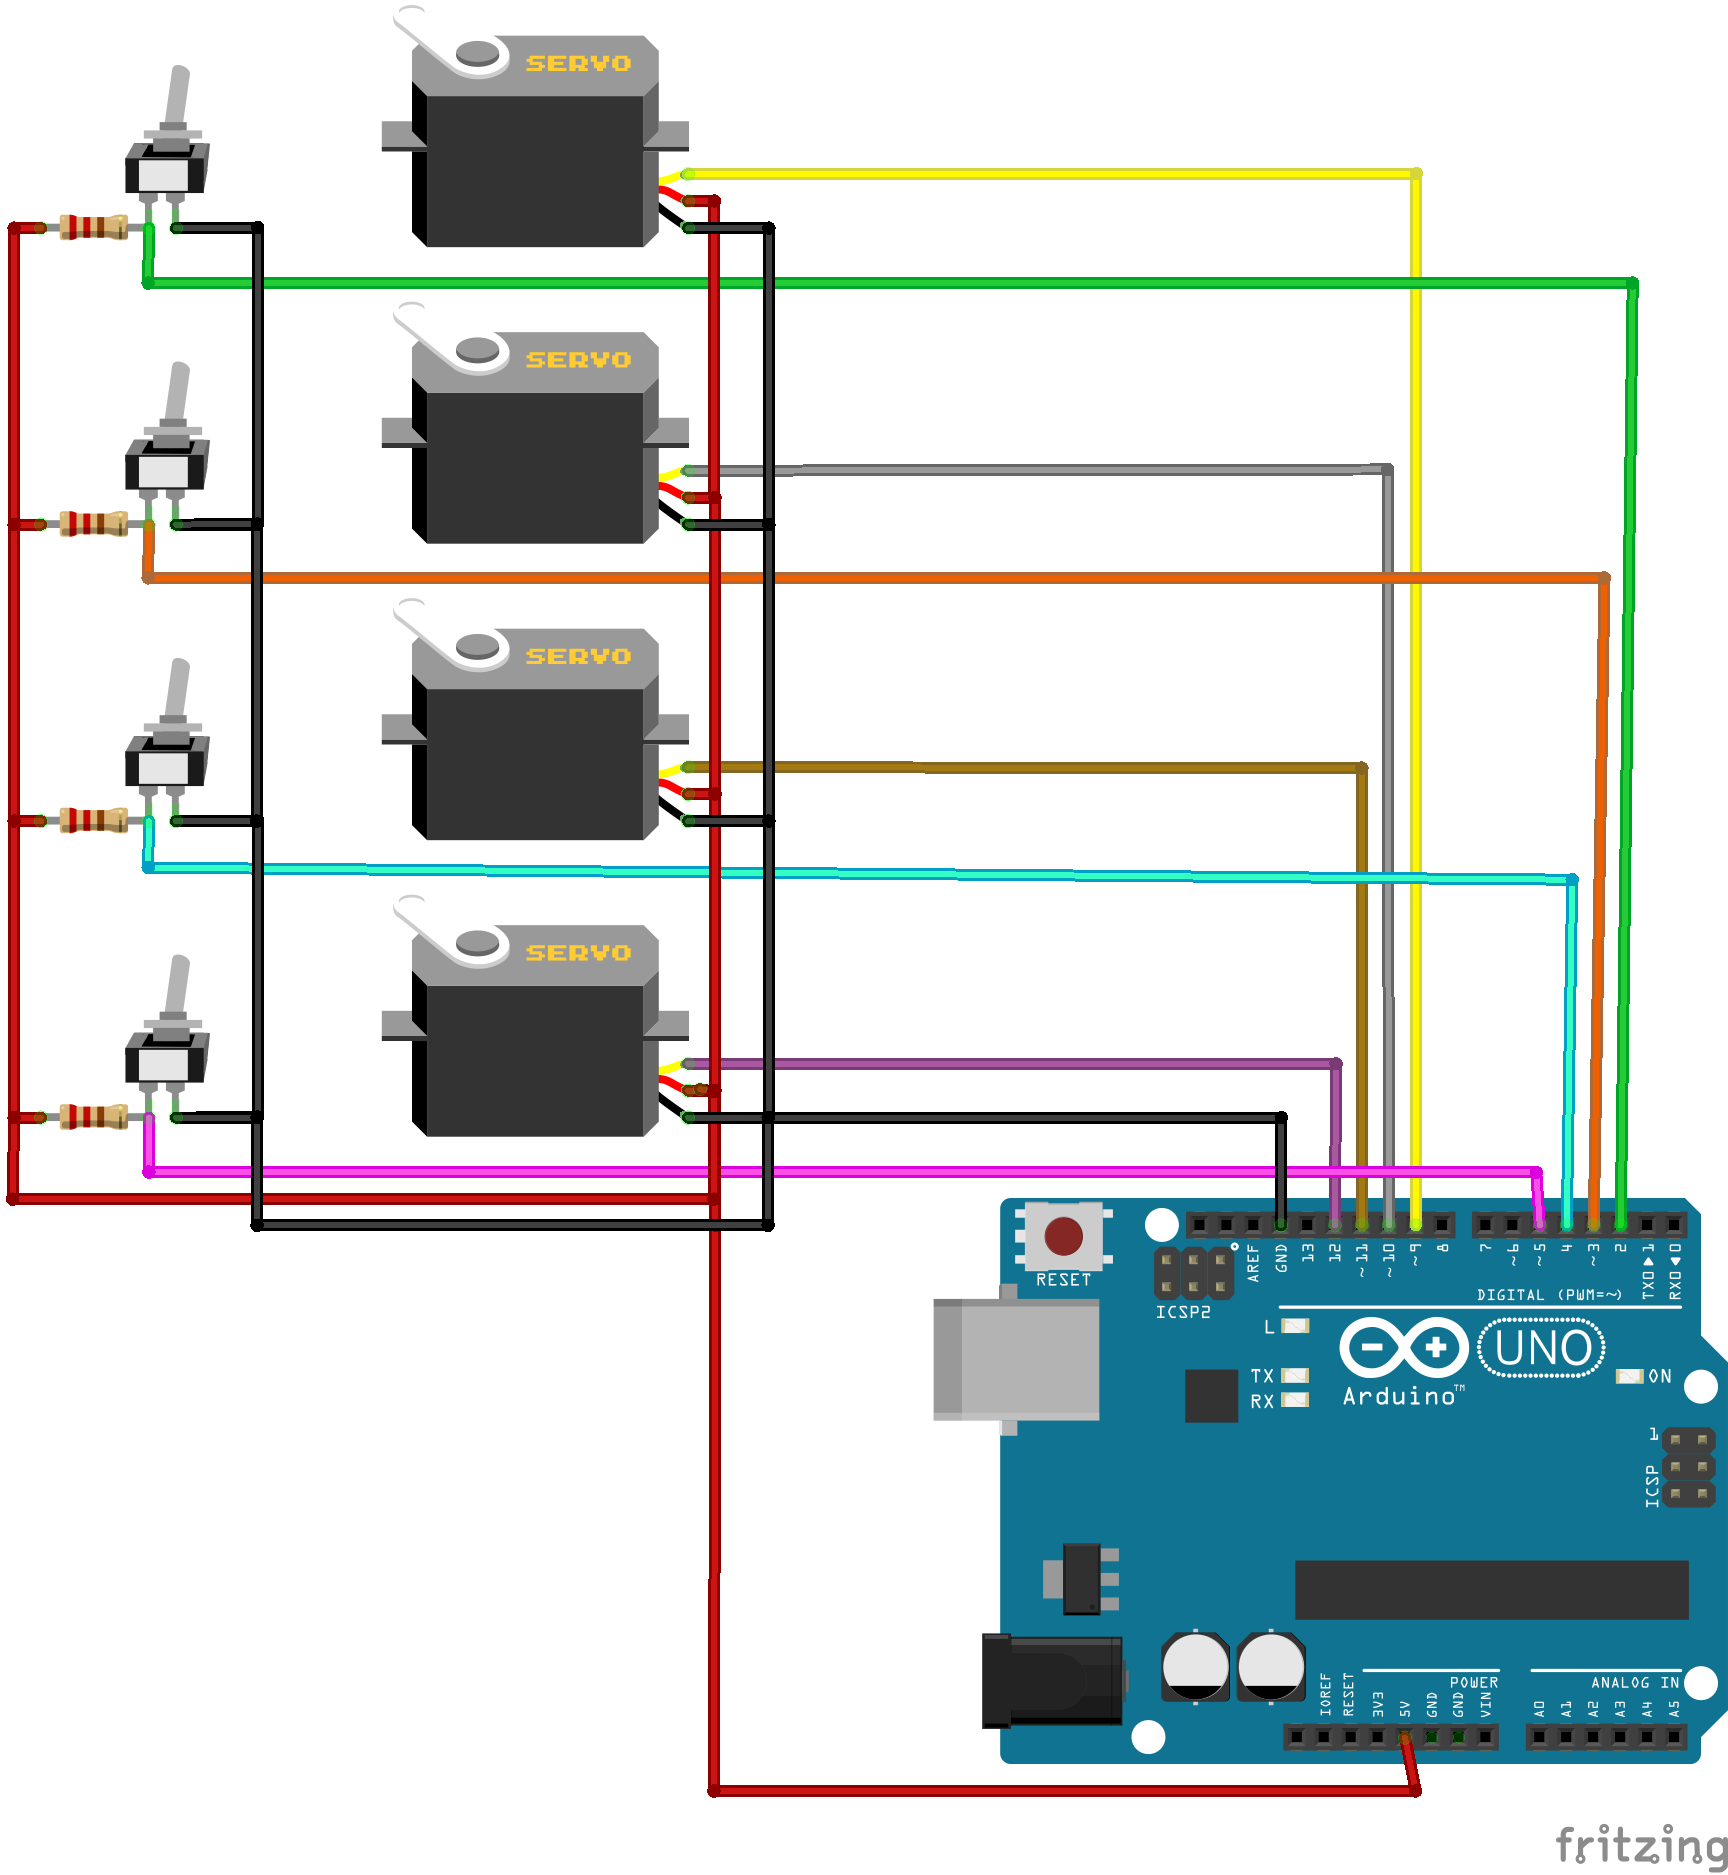 SERVO
SERVO
SERVO
SERVO
RESET
ICSP2
AREF
GND
13
12
~11
~10
~9
8
7
~6
~5
4
~3
2
TX0▶1
RX0◀0
DIGITAL (PWM=~)
L
TX
RX
Arduino™
UNO
ON
1
ICSP
IOREF
RESET
3V3
5V
GND
GND
VIN
POWER
ANALOG IN
A0
A1
A2
A3
A4
A5
fritzing